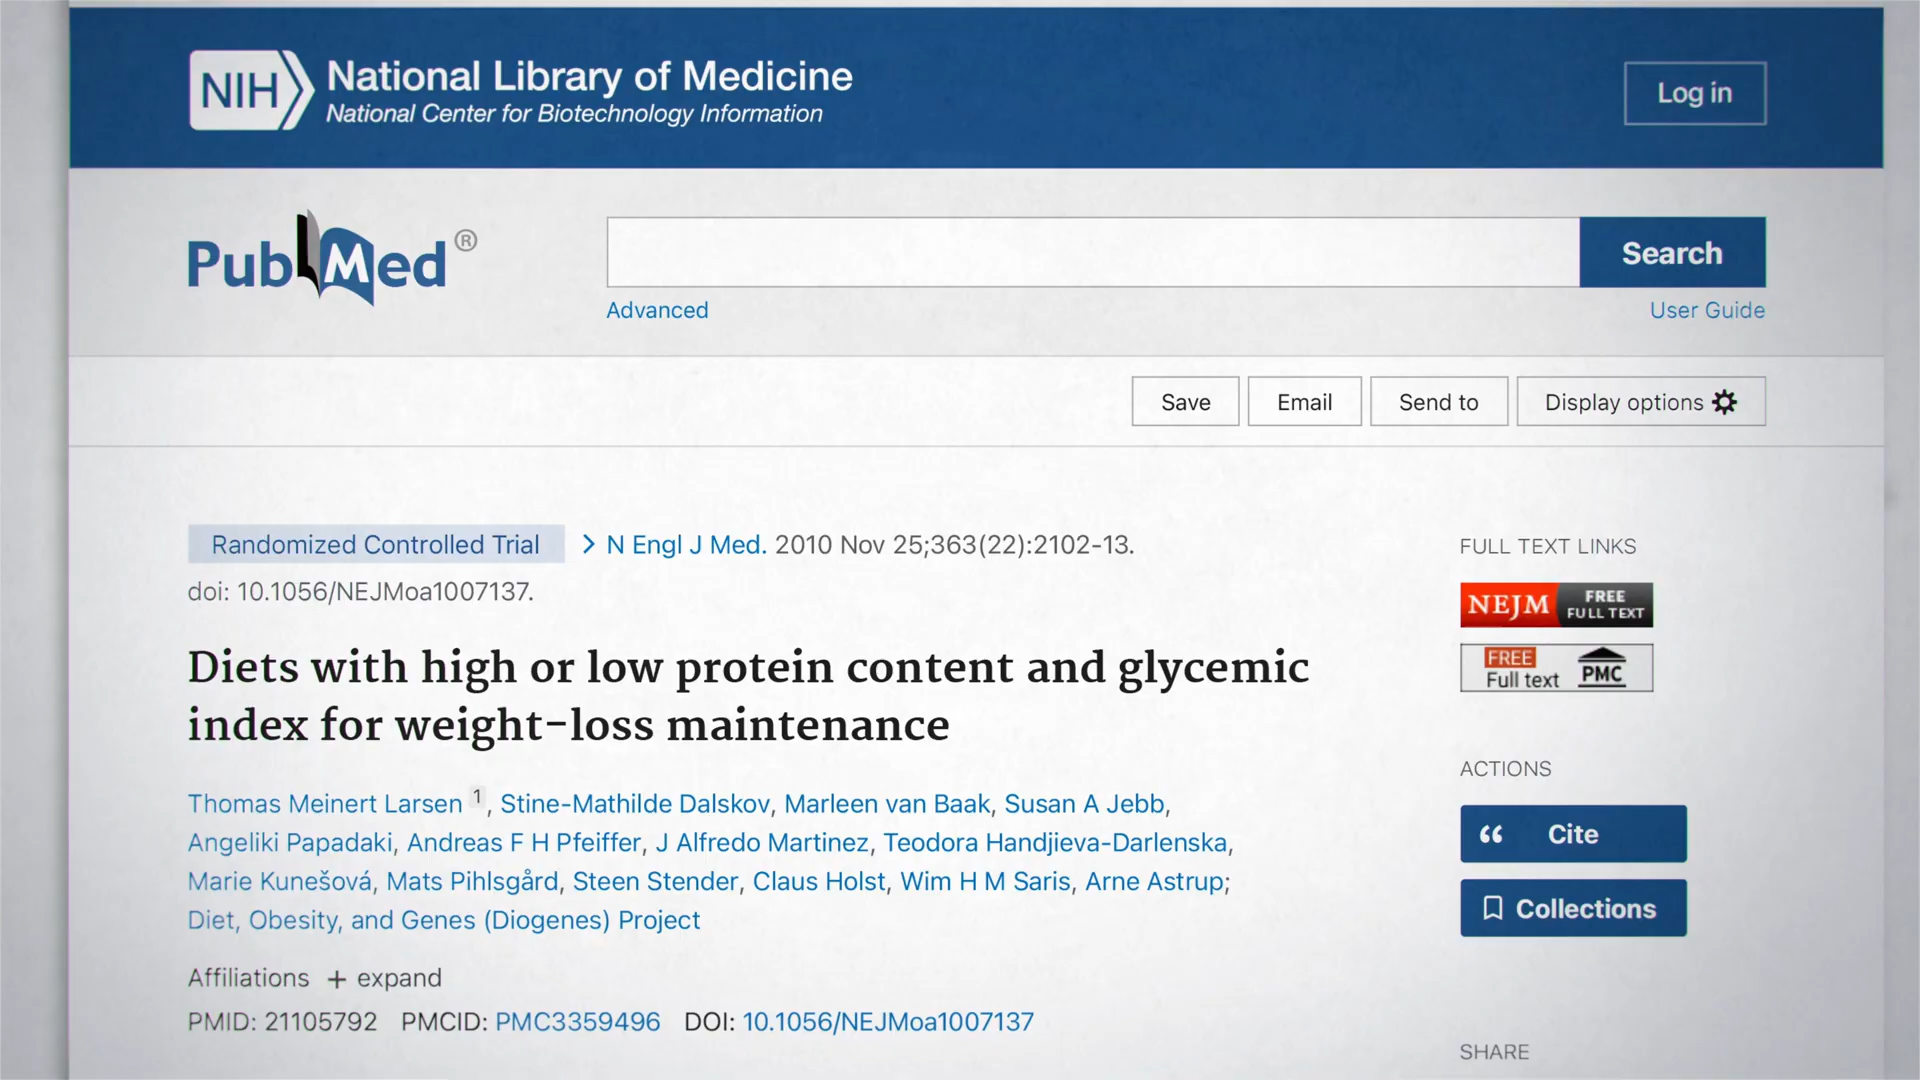 NIH National Library of Medicine
National Center for Biotechnology Information
Log in
PubMed®
Search
Advanced
User Guide
Save
Email
Send to
Display options
Randomized Controlled Trial
N Engl J Med. 2010 Nov 25;363(22):2102-13.
doi: 10.1056/NEJMoa1007137.
Diets with high or low protein content and glycemic
index for weight-loss maintenance
Thomas Meinert Larsen 1, Stine-Mathilde Dalskov, Marleen van Baak, Susan A Jebb,
Angeliki Papadaki, Andreas F H Pfeiffer, J Alfredo Martinez, Teodora Handjieva-Darlenska,
Marie Kunešová, Mats Pihlsgård, Steen Stender, Claus Holst, Wim H M Saris, Arne Astrup;
Diet, Obesity, and Genes (Diogenes) Project
Affiliations + expand
PMID: 21105792 PMCID: PMC3359496 DOI: 10.1056/NEJMoa1007137
FULL TEXT LINKS
NEJM FREE
FULL TEXT
FREE
Full text PMC
ACTIONS
Cite
Collections
SHARE